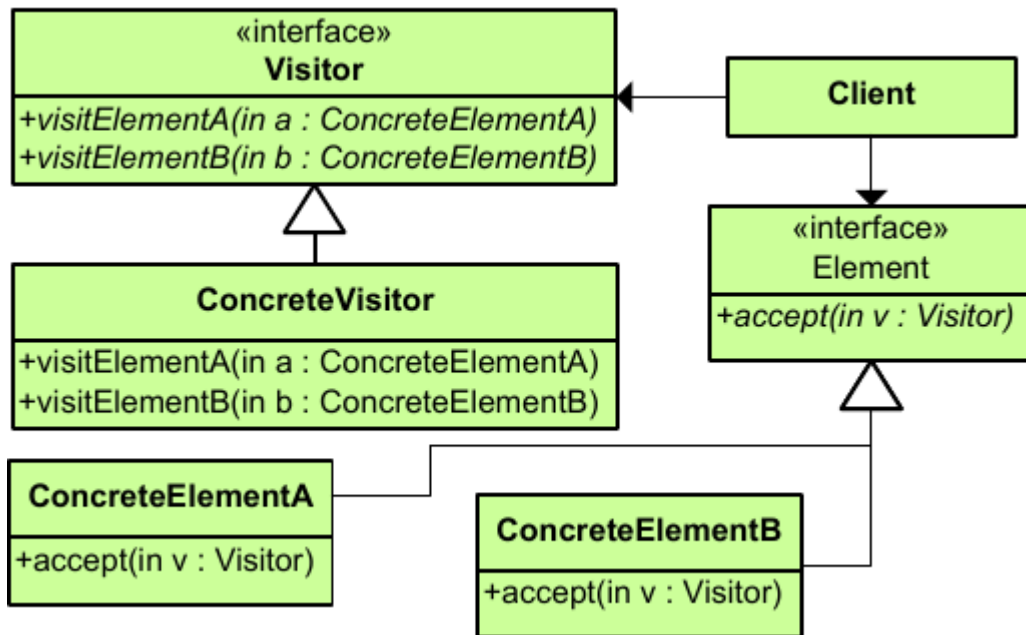 «interface»
Visitor
+visitElementA(in a : ConcreteElementA)
+visitElementB(in b : ConcreteElementB)
Client
«interface»
Element
+accept(in v : Visitor)
ConcreteVisitor
+visitElementA(in a : ConcreteElementA)
+visitElementB(in b : ConcreteElementB)
ConcreteElementA
+accept(in v : Visitor)
ConcreteElementB
+accept(in v : Visitor)